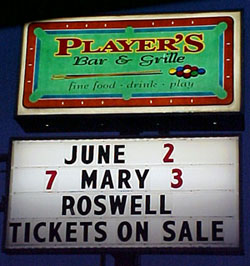 PLAYER'S
Bar & Grille
fine food · drink · play
JUNE 2
7 MARY 3
ROSWELL
TICKETS ON SALE